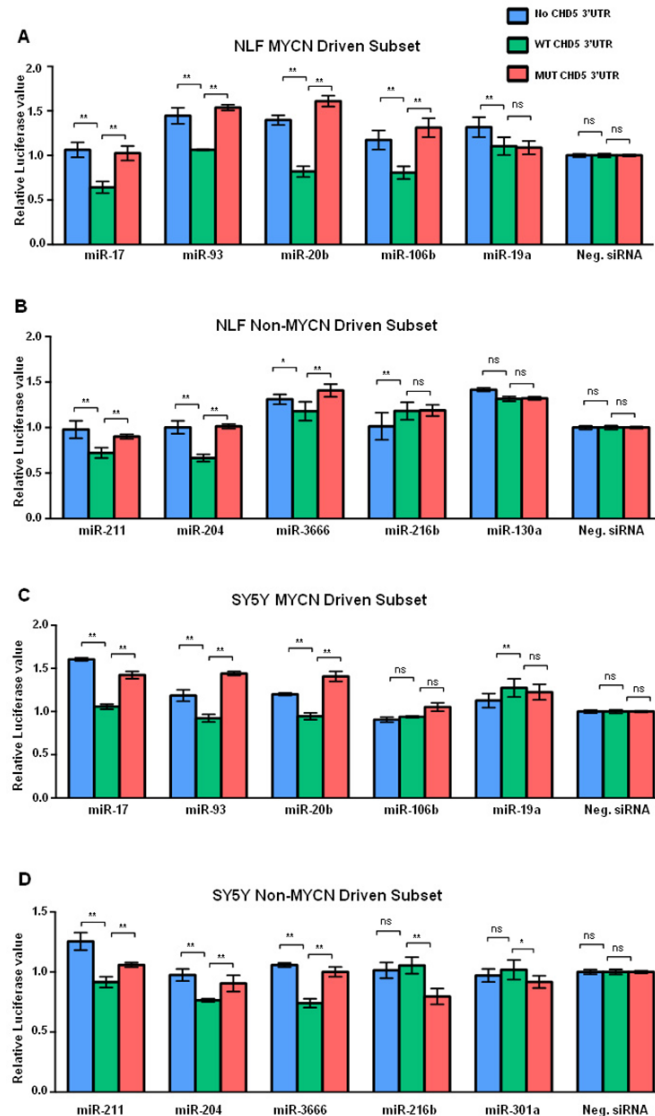 No CHD5 3'UTR
WT CHD5 3'UTR
MUT CHD5 3'UTR
A
NLF MYCN Driven Subset
Relative Luciferase value
2.0
1.5
1.0
0.5
0.0
** ** ** ** ** ** ** ** ** ns ns ns
miR-17 miR-93 miR-20b miR-106b miR-19a Neg. siRNA
B
NLF Non-MYCN Driven Subset
Relative Luciferase value
2.0
1.5
1.0
0.5
0.0
** ** ** ** * ** ** ns ns ns ns ns
miR-211 miR-204 miR-3666 miR-216b miR-130a Neg. siRNA
C
SY5Y MYCN Driven Subset
Relative Luciferase value
2.0
1.5
1.0
0.5
0.0
** ** ** ** ** ** ns ns ** ns ns ns
miR-17 miR-93 miR-20b miR-106b miR-19a Neg. siRNA
D
SY5Y Non-MYCN Driven Subset
Relative Luciferase value
1.5
1.0
0.5
0.0
** ** ** ** ** ** ns ** ns * ns ns
miR-211 miR-204 miR-3666 miR-216b miR-301a Neg. siRNA